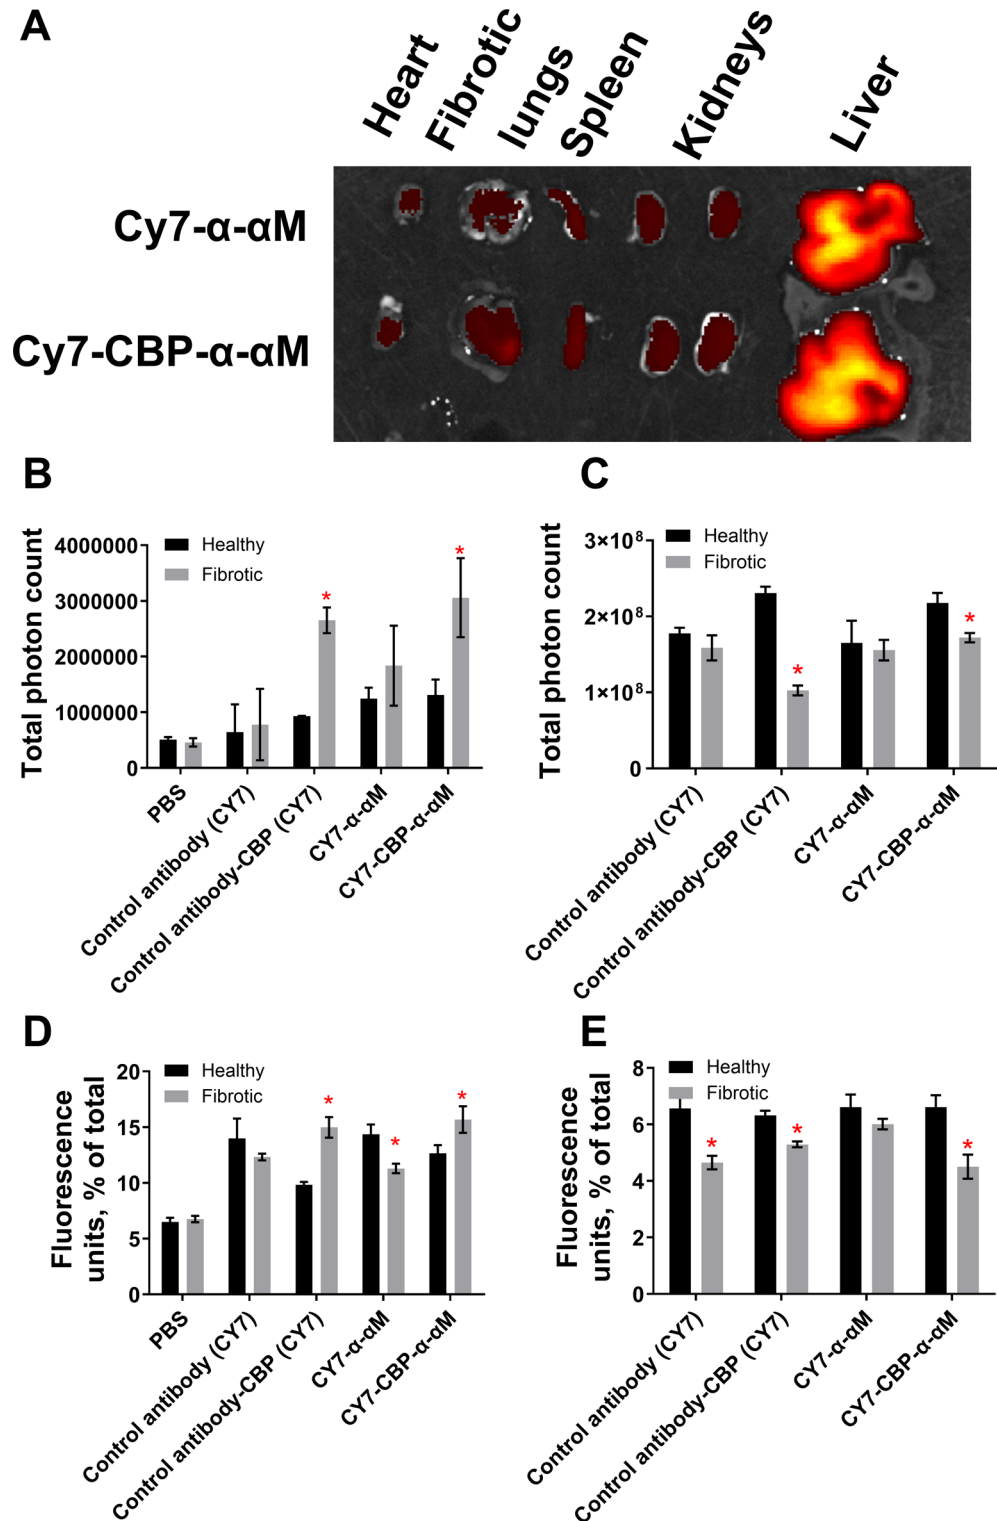 A
Heart
Fibrotic
lungs
Spleen
Kidneys
Liver
Cy7-α-αM
Cy7-CBP-α-αM
B
Healthy
Fibrotic
Total photon count
4000000
3000000
2000000
1000000
0
*
*
PBS
Control antibody (CY7)
Control antibody-CBP (CY7)
CY7-α-αM
CY7-CBP-α-αM
C
Healthy
Fibrotic
Total photon count
3×10⁸
2×10⁸
1×10⁸
0
*
*
Control antibody (CY7)
Control antibody-CBP (CY7)
CY7-α-αM
CY7-CBP-α-αM
D
Healthy
Fibrotic
Fluorescence
units, % of total
20
15
10
5
0
*
*
*
PBS
Control antibody (CY7)
Control antibody-CBP (CY7)
CY7-α-αM
CY7-CBP-α-αM
E
Healthy
Fibrotic
Fluorescence
units, % of total
8
6
4
2
0
*
*
*
Control antibody (CY7)
Control antibody-CBP (CY7)
CY7-α-αM
CY7-CBP-α-αM